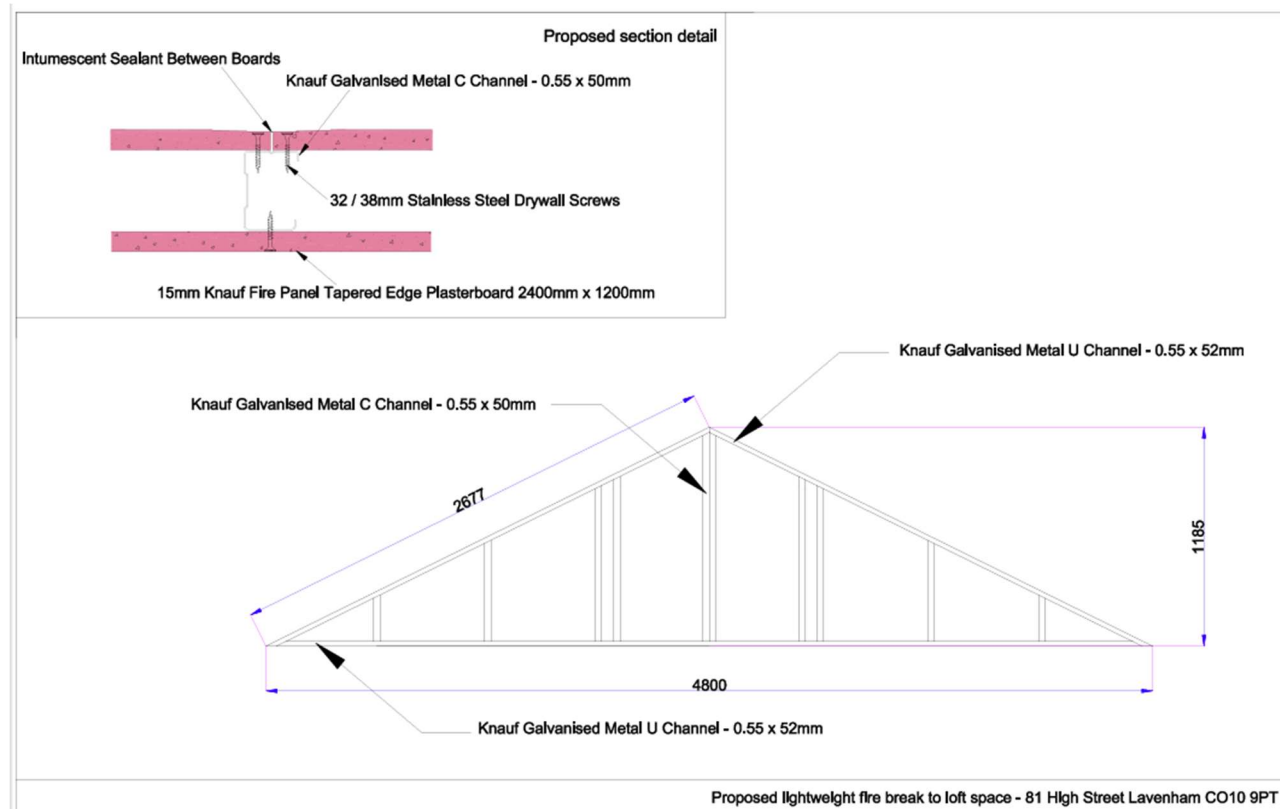 Proposed section detail
Intumescent Sealant Between Boards
Knauf Galvanised Metal C Channel - 0.55 x 50mm
32 / 38mm Stainless Steel Drywall Screws
15mm Knauf Fire Panel Tapered Edge Plasterboard 2400mm x 1200mm
Knauf Galvanised Metal U Channel - 0.55 x 52mm
Knauf Galvanised Metal C Channel - 0.55 x 50mm
2677
1185
4800
Knauf Galvanised Metal U Channel - 0.55 x 52mm
Proposed lightweight fire break to loft space - 81 High Street Lavenham CO10 9PT